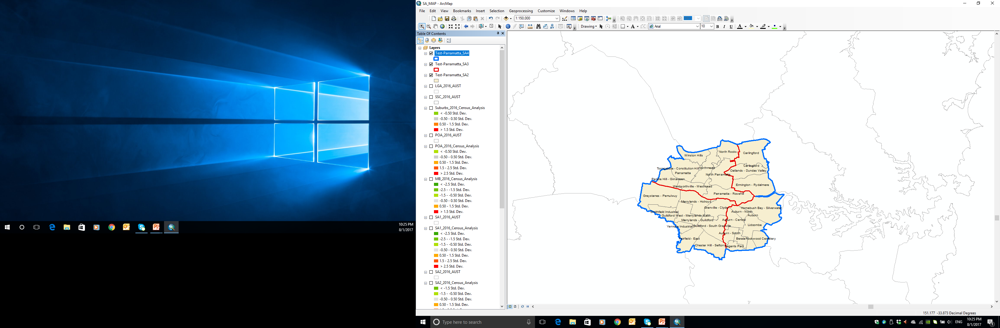 10:25 PM
8/1/2017
SA_MAP - ArcMap
File Edit View Bookmarks Insert Selection Geoprocessing Customize Windows Help
1:150,000
Drawing
Arial
10
B I U A
Table Of Contents
Layers
Test-Parramatta_SA4
Test-Parramatta_SA3
Test-Parramatta_SA2
LGA_2016_AUST
SSC_2016_AUST
Suburbs_2016_Census_Analysis
< -0.50 Std. Dev.
-0.50 - 0.50 Std. Dev.
0.50 - 1.5 Std. Dev.
> 1.5 Std. Dev.
POA_2016_AUST
POA_2016_Census_Analysis
< -0.50 Std. Dev.
-0.50 - 0.50 Std. Dev.
0.50 - 1.5 Std. Dev.
1.5 - 2.5 Std. Dev.
> 2.5 Std. Dev.
MB_2016_Census_Analysis
< -2.5 Std. Dev.
-2.5 - -1.5 Std. Dev.
-1.5 - -0.50 Std. Dev.
-0.50 - 0.50 Std. Dev.
0.50 - 1.5 Std. Dev.
> 1.5 Std. Dev.
SA1_2016_AUST
SA1_2016_Census_Analysis
< -2.5 Std. Dev.
-2.5 - -1.5 Std. Dev.
-1.5 - -0.50 Std. Dev.
-0.50 - 0.50 Std. Dev.
0.50 - 1.5 Std. Dev.
1.5 - 2.5 Std. Dev.
> 2.5 Std. Dev.
SA2_2016_AUST
SA2_2016_Census_Analysis
< -1.5 Std. Dev.
-1.5 - -0.50 Std. Dev.
-0.50 - 0.50 Std. Dev.
0.50 - 1.5 Std. Dev.
North Rocks
Carlingford
Winston Hills
Carlingford
Toongabbie - Constitution Hill
Northmead
Oatlands - Dundas Valley
Parramatta
North Parramatta
Pendle Hill - Girraween
Wentworthville - Westmead
Ermington - Rydalmere
Parramatta - Rosehill
Greystanes - Pemulwuy
Merrylands - Holroyd
Granville - Clyde
Homebush Bay - Silverwater
Auburn - North
Smithfield Industrial
Guildford West - Merrylands West
Auburn
Merrylands - Guildford
Auburn - Central
Yennora Industrial
Guildford - South Granville
Lidcombe
Auburn - South
Fairfield - East
Berala
Rookwood Cemetery
Chester Hill - Sefton
Regents Park
151.177 -33.873 Decimal Degrees
Type here to search
ENG
10:25 PM
8/1/2017
1